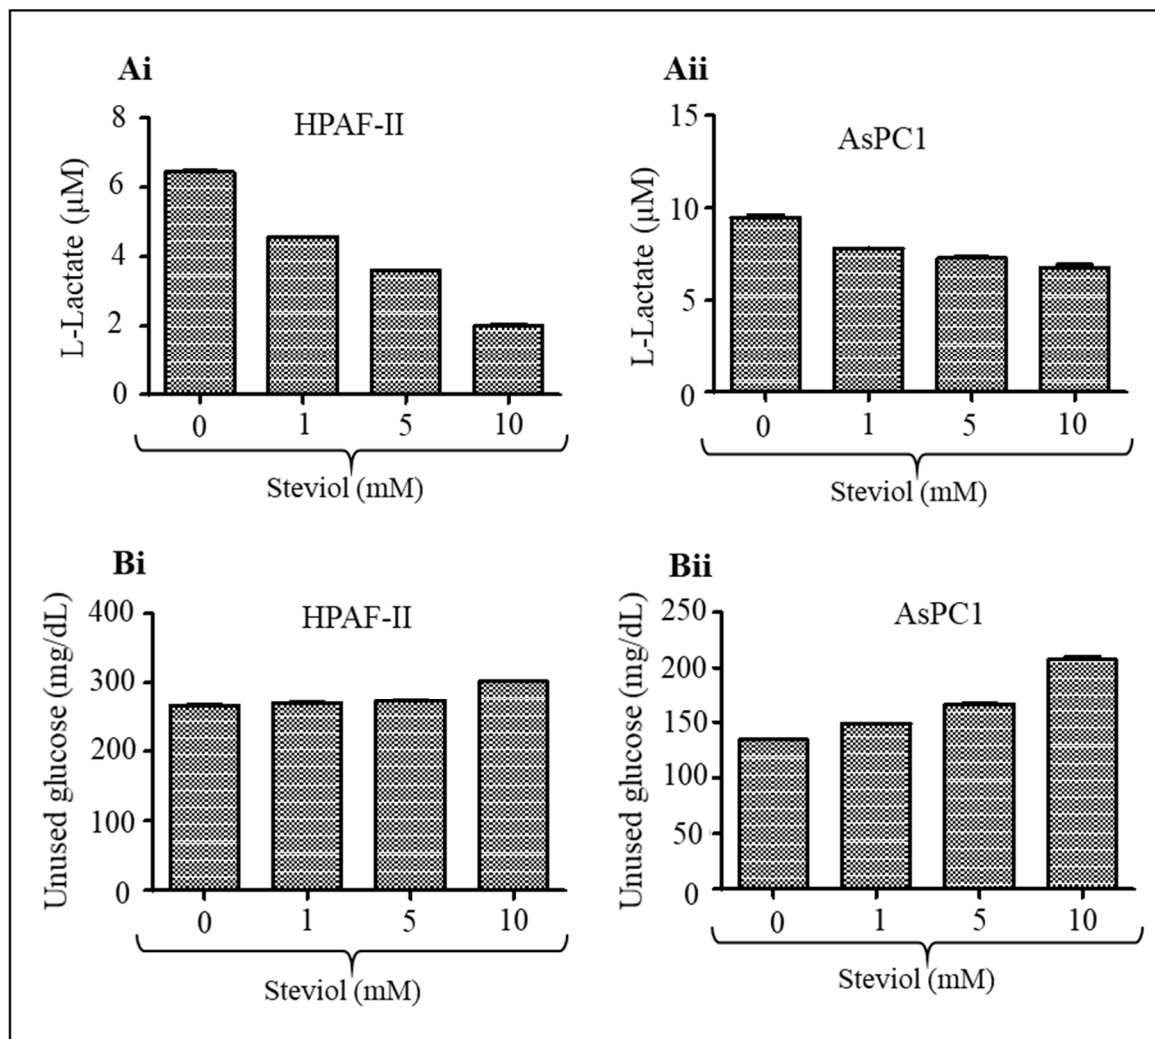 Ai
HPAF-II
L-Lactate (µM)
8
6
4
2
0
0 1 5 10
Steviol (mM)
Aii
AsPC1
L-Lactate (µM)
15
10
5
0
0 1 5 10
Steviol (mM)
Bi
HPAF-II
Unused glucose (mg/dL)
400
300
200
100
0
0 1 5 10
Steviol (mM)
Bii
AsPC1
Unused glucose (mg/dL)
250
200
150
100
50
0
0 1 5 10
Steviol (mM)